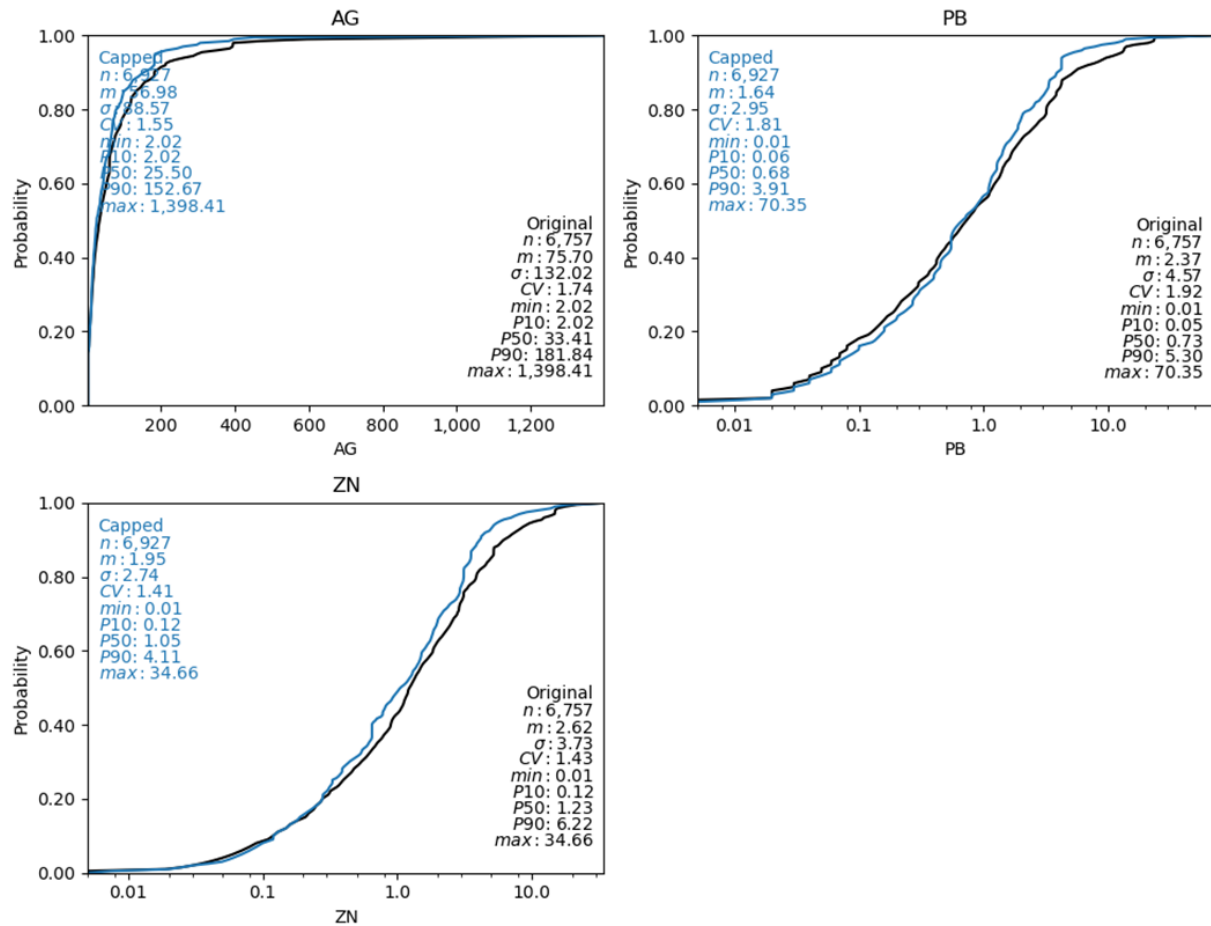 AG
1.00
0.80
0.60
0.40
0.20
0.00
Probability
Capped
n: 6,927
m: 56.98
σ: 88.57
CV: 1.55
min: 2.02
P10: 2.02
P50: 25.50
P90: 152.67
max: 1,398.41
Original
n: 6,757
m: 75.70
σ: 132.02
CV: 1.74
min: 2.02
P10: 2.02
P50: 33.41
P90: 181.84
max: 1,398.41
200 400 600 800 1,000 1,200
AG
PB
1.00
0.80
0.60
0.40
0.20
0.00
Probability
Capped
n: 6,927
m: 1.64
σ: 2.95
CV: 1.81
min: 0.01
P10: 0.06
P50: 0.68
P90: 3.91
max: 70.35
Original
n: 6,757
m: 2.37
σ: 4.57
CV: 1.92
min: 0.01
P10: 0.05
P50: 0.73
P90: 5.30
max: 70.35
0.01 0.1 1.0 10.0
PB
ZN
1.00
0.80
0.60
0.40
0.20
0.00
Probability
Capped
n: 6,927
m: 1.95
σ: 2.74
CV: 1.41
min: 0.01
P10: 0.12
P50: 1.05
P90: 4.11
max: 34.66
Original
n: 6,757
m: 2.62
σ: 3.73
CV: 1.43
min: 0.01
P10: 0.12
P50: 1.23
P90: 6.22
max: 34.66
0.01 0.1 1.0 10.0
ZN